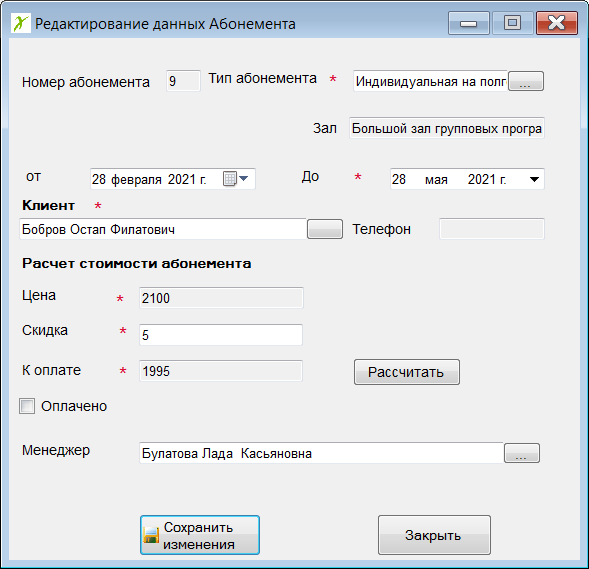 Редактирование данных Абонемента
Номер абонемента 9 Тип абонемента * Индивидуальная на полг ...
Зал Большой зал групповых програ
от 28 февраля 2021 г. До * 28 мая 2021 г.
Клиент *
Бобров Остап Филатович Телефон
Расчет стоимости абонемента
Цена * 2100
Скидка * 5
К оплате * 1995 Рассчитать
Оплачено
Менеджер Булатова Лада Касьяновна ...
Сохранить
изменения
Закрыть